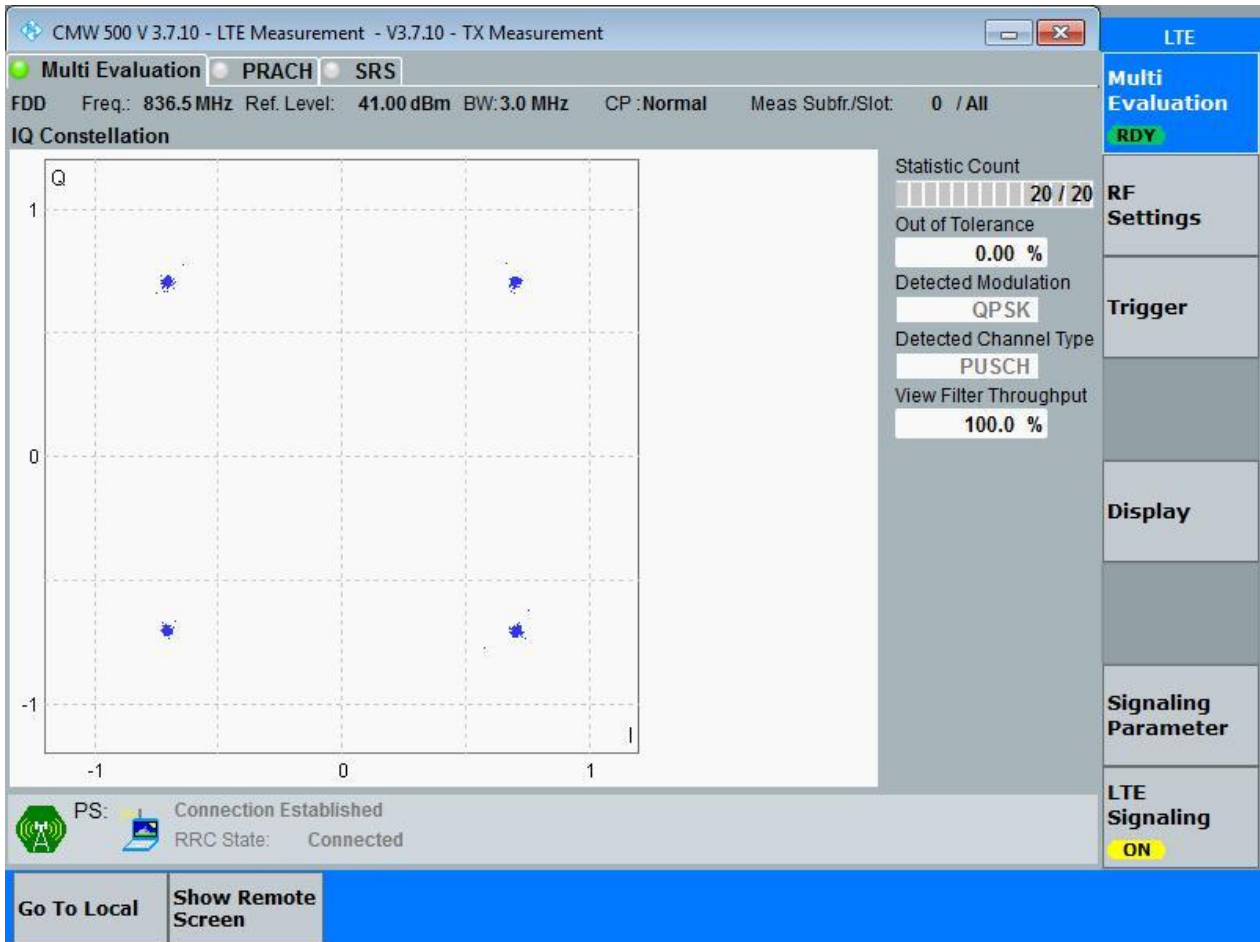 CMW 500 V 3.7.10 - LTE Measurement - V3.7.10 - TX Measurement
LTE
Multi Evaluation PRACH SRS
Multi
Evaluation
RDY
FDD Freq.: 836.5 MHz Ref. Level: 41.00 dBm BW: 3.0 MHz CP : Normal Meas Subfr./Slot: 0 / All
IQ Constellation
Q
1
0
-1
I
-1 0 1
Statistic Count
20 / 20
Out of Tolerance
0.00 %
Detected Modulation
QPSK
Detected Channel Type
PUSCH
View Filter Throughput
100.0 %
RF
Settings
Trigger
Display
Signaling
Parameter
LTE
Signaling
ON
PS: Connection Established
RRC State: Connected
Go To Local
Show Remote
Screen